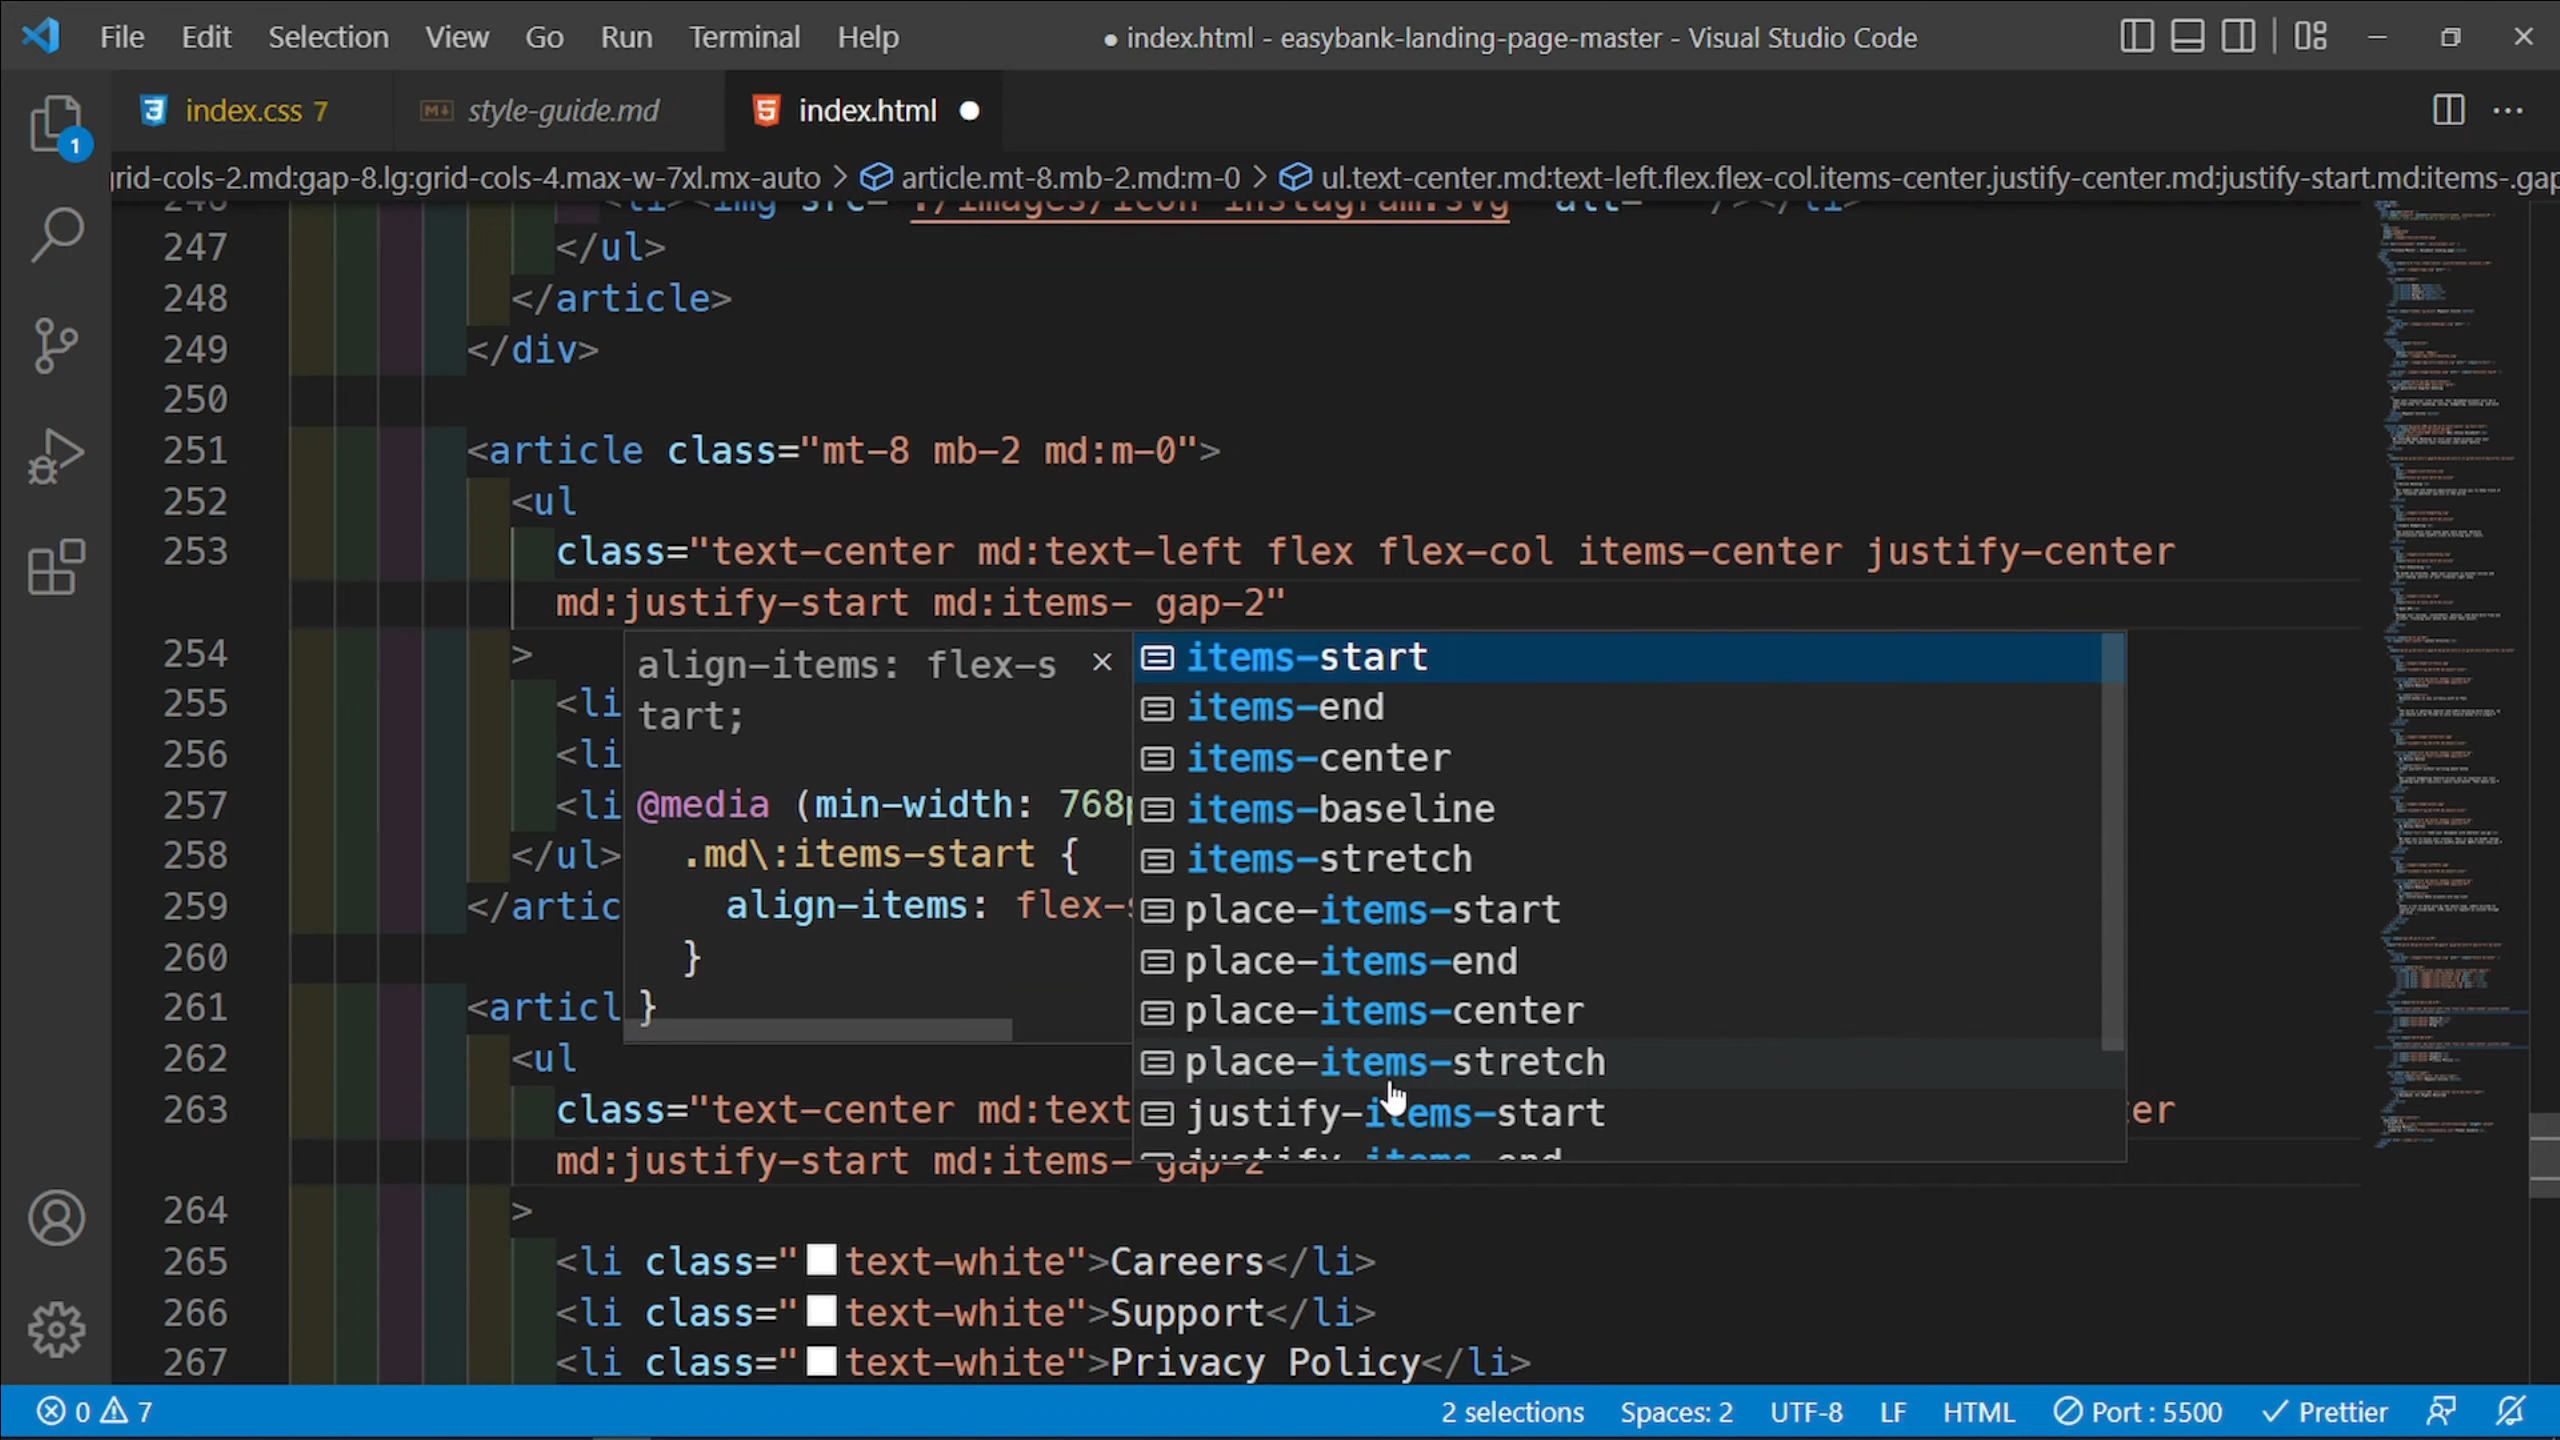 File Edit Selection View Go Run Terminal Help ● index.html - easybank-landing-page-master - Visual Studio Code
index.css 7 style-guide.md index.html
1
rid-cols-2.md:gap-8.lg:grid-cols-4.max-w-7xl.mx-auto > article.mt-8.mb-2.md:m-0 > ul.text-center.md:text-left.flex.flex-col.items-center.justify-center.md:justify-start.md:items-.gap
246 <li><img src="./images/icon-instagram.svg" alt="" /></li>
247 </ul>
248 </article>
249 </div>
250
251 <article class="mt-8 mb-2 md:m-0">
252 <ul
253 class="text-center md:text-left flex flex-col items-center justify-center
md:justify-start md:items- gap-2"
254 >
255 <li
256 <li
257 <li
258 </ul>
259 </artic
260
261 <articl
262 <ul
263 class="text-center md:text er
md:justify-start md:items- gap-2
264 >
265 <li class="text-white">Careers</li>
266 <li class="text-white">Support</li>
267 <li class="text-white">Privacy Policy</li>
align-items: flex-s
tart;
@media (min-width: 768p
.md\:items-start {
align-items: flex-s
}
}
items-start
items-end
items-center
items-baseline
items-stretch
place-items-start
place-items-end
place-items-center
place-items-stretch
justify-items-start
justify-items-end
0 7 2 selections Spaces: 2 UTF-8 LF HTML Port : 5500 Prettier